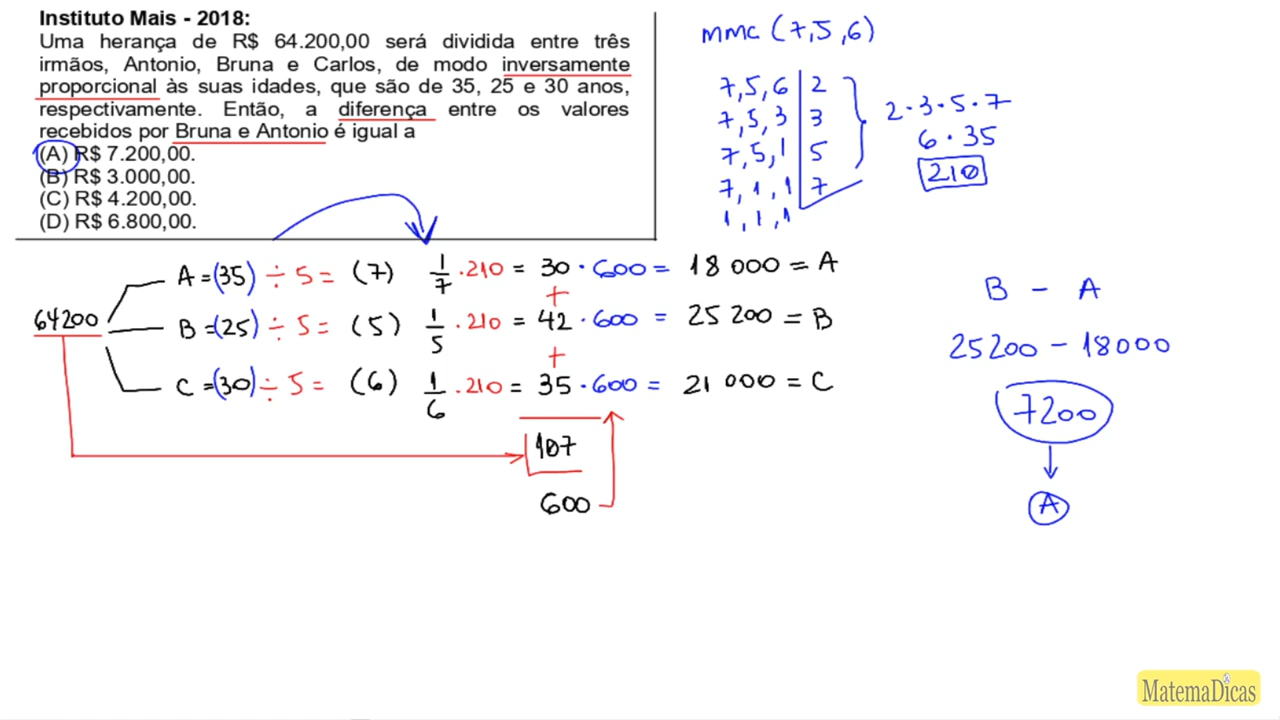 Instituto Mais - 2018:
Uma herança de R$ 64.200,00 será dividida entre três
irmãos, Antonio, Bruna e Carlos, de modo inversamente
proporcional às suas idades, que são de 35, 25 e 30 anos,
respectivamente. Então, a diferença entre os valores
recebidos por Bruna e Antonio é igual a
(A) R$ 7.200,00.
(B) R$ 3.000,00.
(C) R$ 4.200,00.
(D) R$ 6.800,00.
mmc (7,5,6)
7,5,6 | 2
7,5,3 | 3
7,5,1 | 5
7,1,1 | 7
1,1,1
2·3·5·7
6·35
210
64200
A = (35) ÷ 5 = (7) 1/7 ·210 = 30 ·600 = 18 000 = A
+
B = (25) ÷ 5 = (5) 1/5 ·210 = 42 ·600 = 25 200 = B
+
C = (30) ÷ 5 = (6) 1/6 ·210 = 35 ·600 = 21 000 = C
107
600
B - A
25200 - 18000
7200
A
MatemaDicas